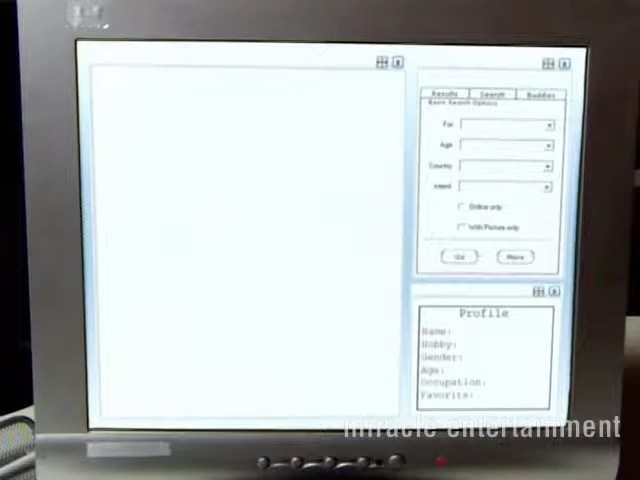 Results Search Buddies
Basic Search Options
For
Age
Country
Online only
With Picture only
Go More
Profile
Name:
Hobby:
Gender:
Age:
Occupation:
Favorite:
miracle entertainment